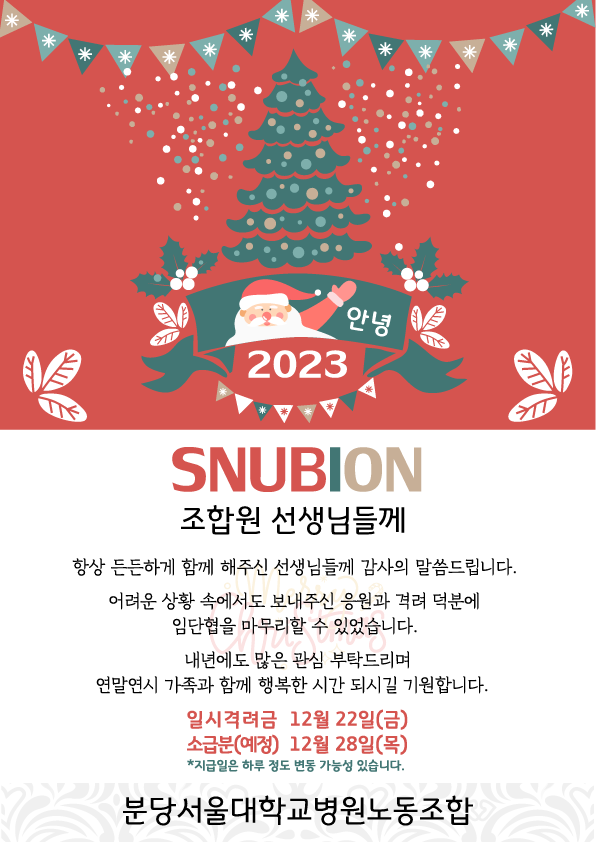 안녕
2023
SNUBION
조합원 선생님들께
항상 든든하게 함께 해주신 선생님들께 감사의 말씀드립니다.
어려운 상황 속에서도 보내주신 응원과 격려 덕분에
임단협을 마무리할 수 있었습니다.
내년에도 많은 관심 부탁드리며
연말연시 가족과 함께 행복한 시간 되시길 기원합니다.
Merry
Christmas
일시격려금 12월 22일(금)
소급분(예정) 12월 28일(목)
*지급일은 하루 정도 변동 가능성 있습니다.
분당서울대학교병원노동조합